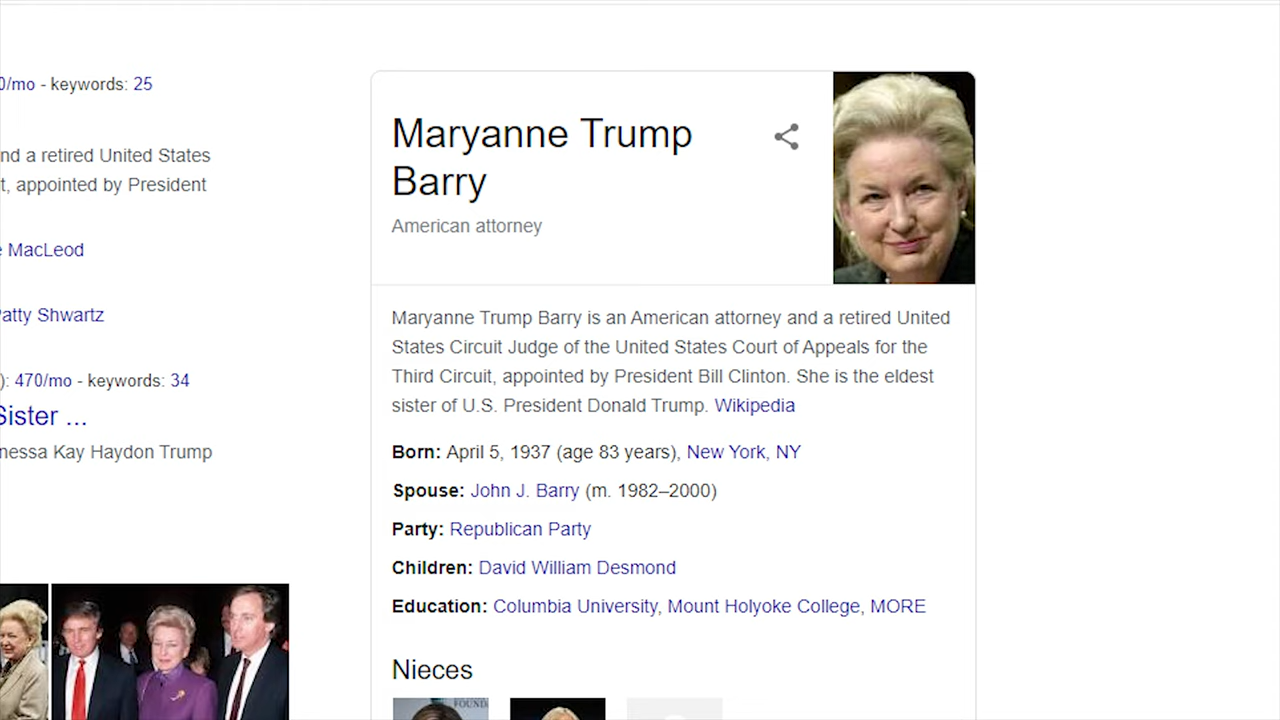 0/mo - keywords: 25
nd a retired United States
t, appointed by President
MacLeod
Patty Shwartz
): 470/mo - keywords: 34
Sister ...
nessa Kay Haydon Trump
Maryanne Trump
Barry
American attorney
Maryanne Trump Barry is an American attorney and a retired United
States Circuit Judge of the United States Court of Appeals for the
Third Circuit, appointed by President Bill Clinton. She is the eldest
sister of U.S. President Donald Trump. Wikipedia
Born: April 5, 1937 (age 83 years), New York, NY
Spouse: John J. Barry (m. 1982–2000)
Party: Republican Party
Children: David William Desmond
Education: Columbia University, Mount Holyoke College, MORE
Nieces